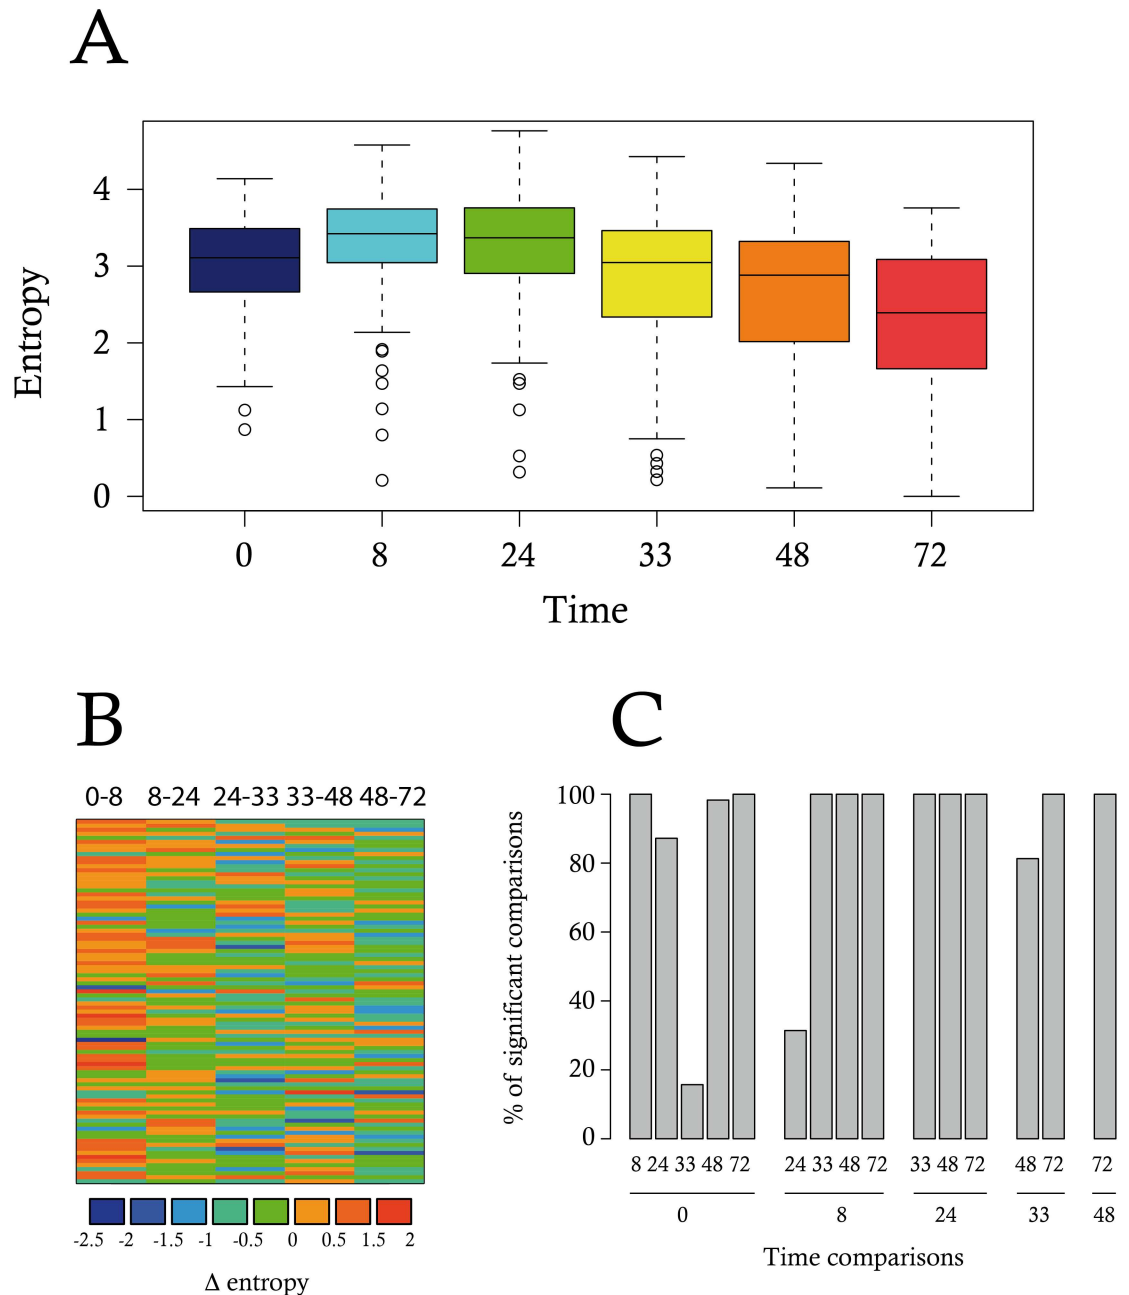 A
Entropy
4
3
2
1
0
0 8 24 33 48 72
Time
B
0-8 8-24 24-33 33-48 48-72
-2.5 -2 -1.5 -1 -0.5 0 0.5 1.5 2
Δ entropy
C
% of significant comparisons
100
80
60
40
20
0
8 24 33 48 72 24 33 48 72 33 48 72 48 72 72
0 8 24 33 48
Time comparisons